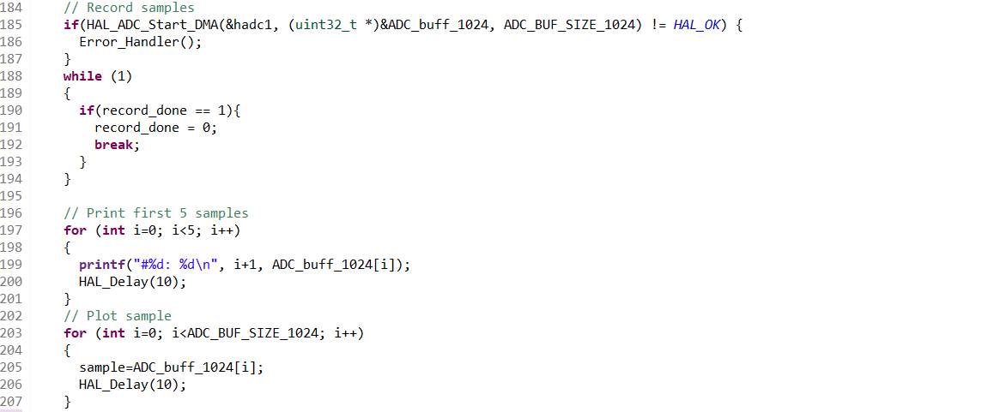 184 // Record samples
185 if(HAL_ADC_Start_DMA(&hadc1, (uint32_t *)&ADC_buff_1024, ADC_BUF_SIZE_1024) != HAL_OK) {
186 Error_Handler();
187 }
188 while (1)
189 {
190 if(record_done == 1){
191 record_done = 0;
192 break;
193 }
194 }
195
196 // Print first 5 samples
197 for (int i=0; i<5; i++)
198 {
199 printf("#%d: %d\n", i+1, ADC_buff_1024[i]);
200 HAL_Delay(10);
201 }
202 // Plot sample
203 for (int i=0; i<ADC_BUF_SIZE_1024; i++)
204 {
205 sample=ADC_buff_1024[i];
206 HAL_Delay(10);
207 }